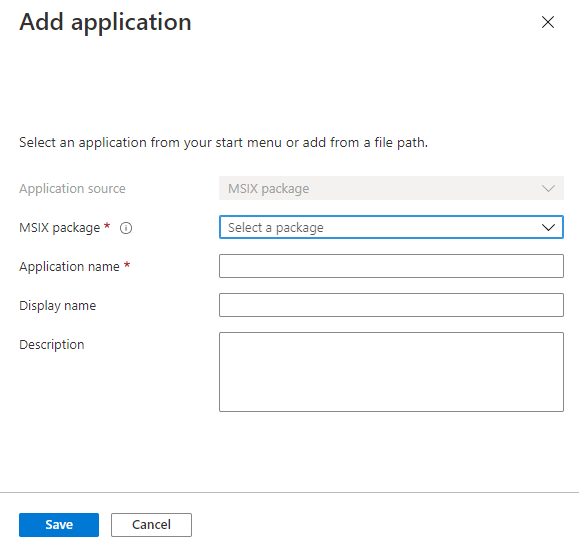 Add application
Select an application from your start menu or add from a file path.
Application source
MSIX package
MSIX package *
Select a package
Application name *
Display name
Description
Save
Cancel